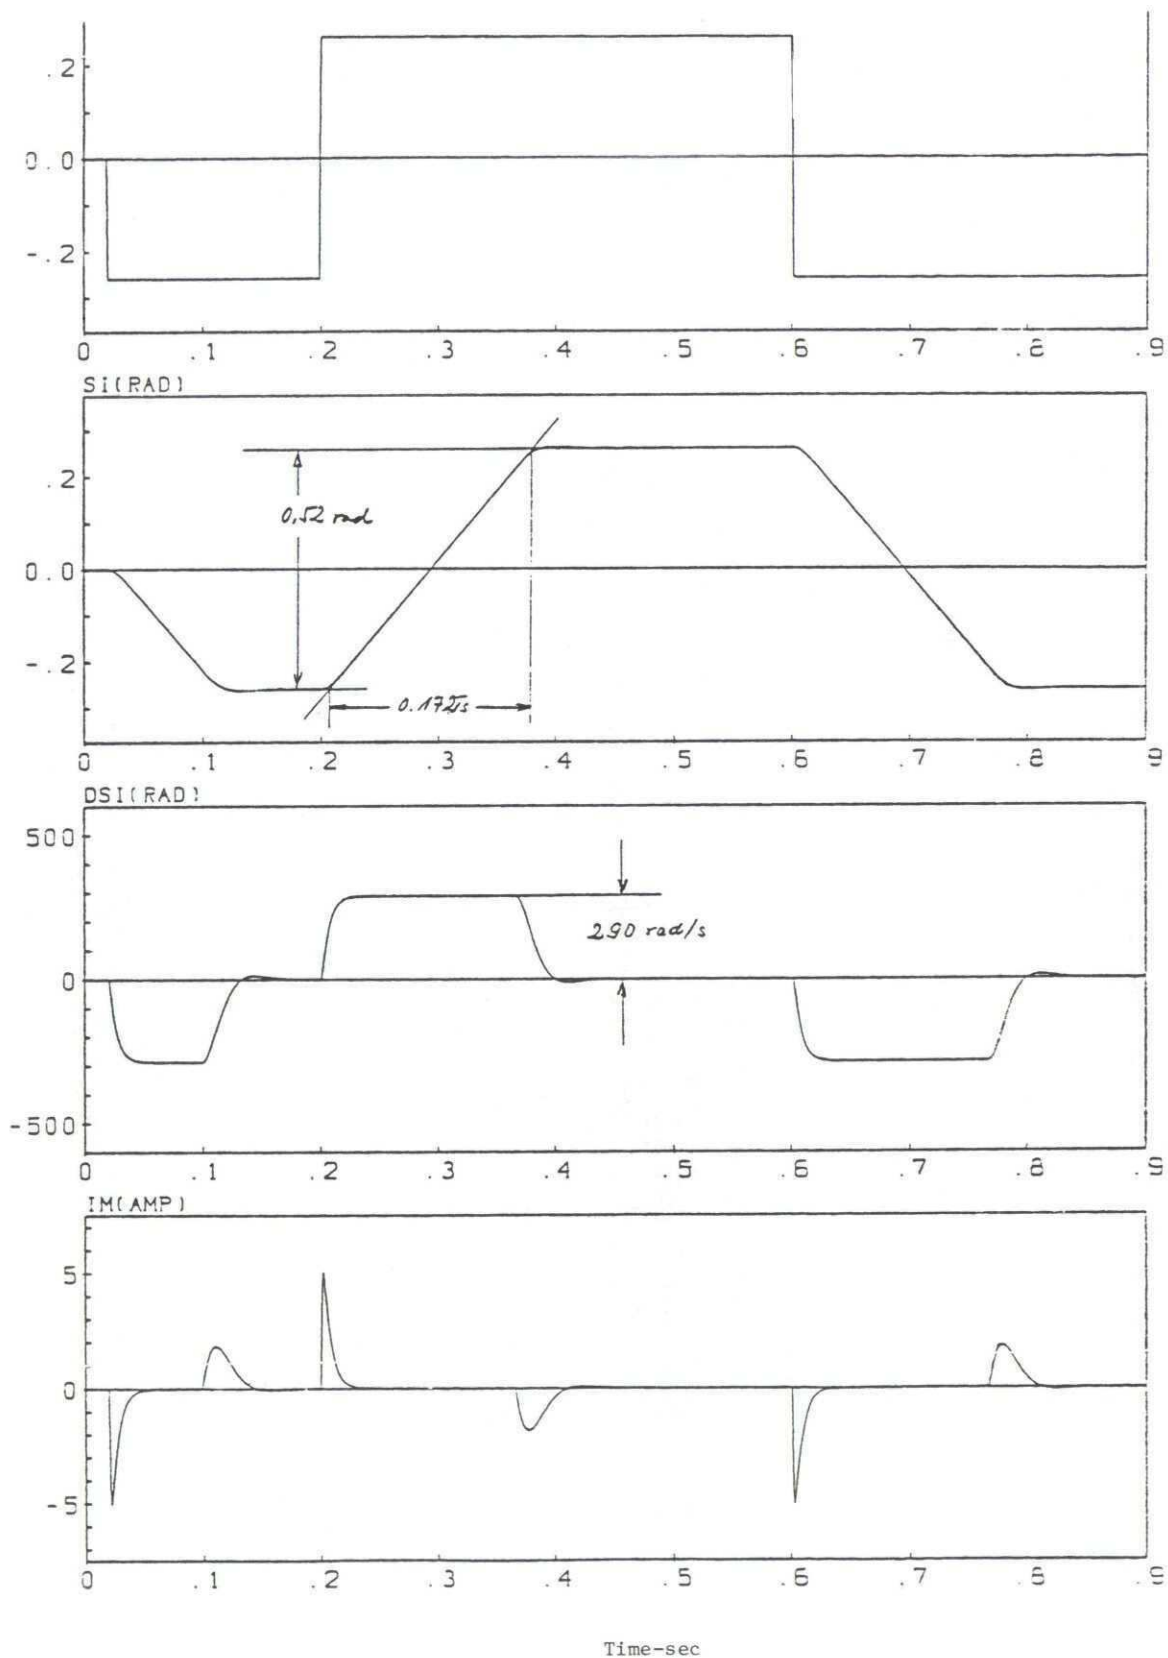 .2
0.0
-.2
0 .1 .2 .3 .4 .5 .6 .7 .8 .9
SI(RAD)
.2
0.52 rad
0.0
-.2
0.172s
0 .1 .2 .3 .4 .5 .6 .7 .8 .9
DSI(RAD)
500
290 rad/s
0
-500
0 .1 .2 .3 .4 .5 .6 .7 .8 .9
IM(AMP)
5
0
-5
0 .1 .2 .3 .4 .5 .6 .7 .8 .9
Time-sec